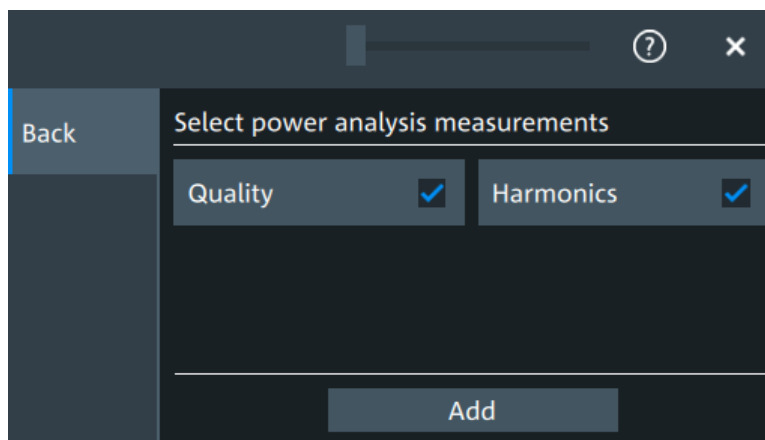 ?
Back
Select power analysis measurements
Quality
Harmonics
Add